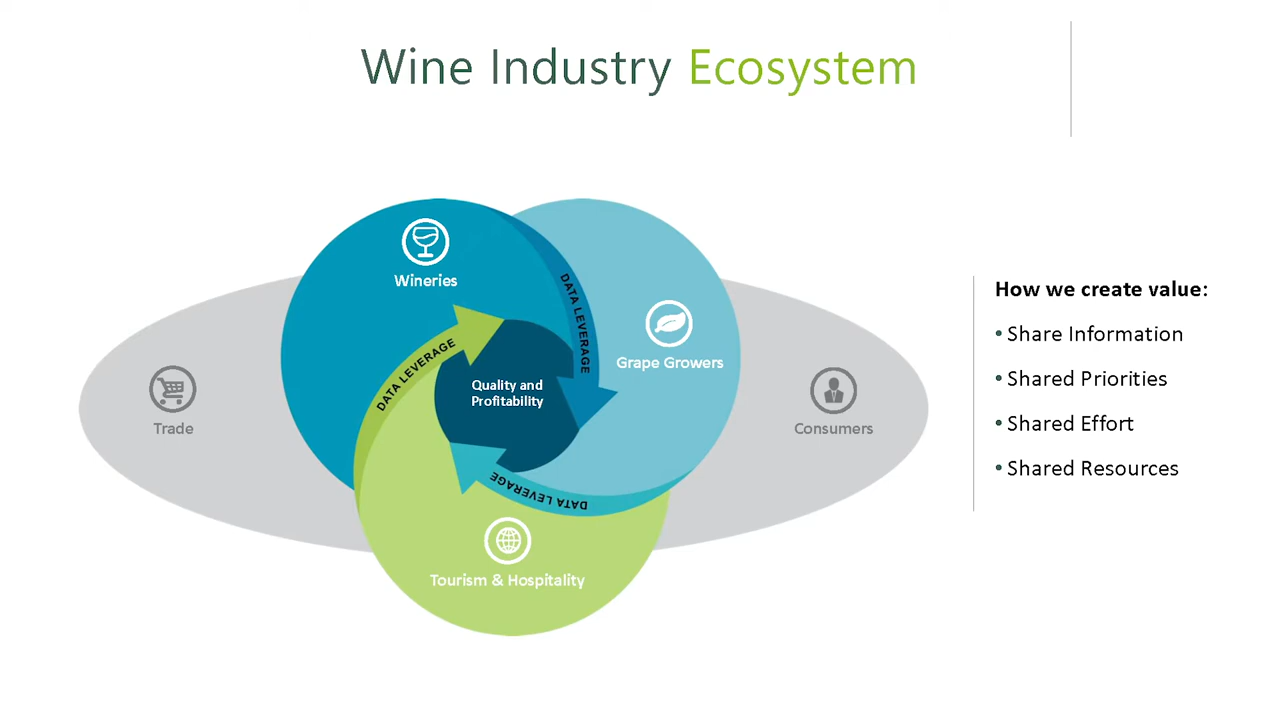 Wine Industry Ecosystem
Wineries
DATA LEVERAGE
Grape Growers
DATA LEVERAGE
Quality and
Profitability
Trade
Consumers
DATA LEVERAGE
Tourism & Hospitality
How we create value:
• Share Information
• Shared Priorities
• Shared Effort
• Shared Resources